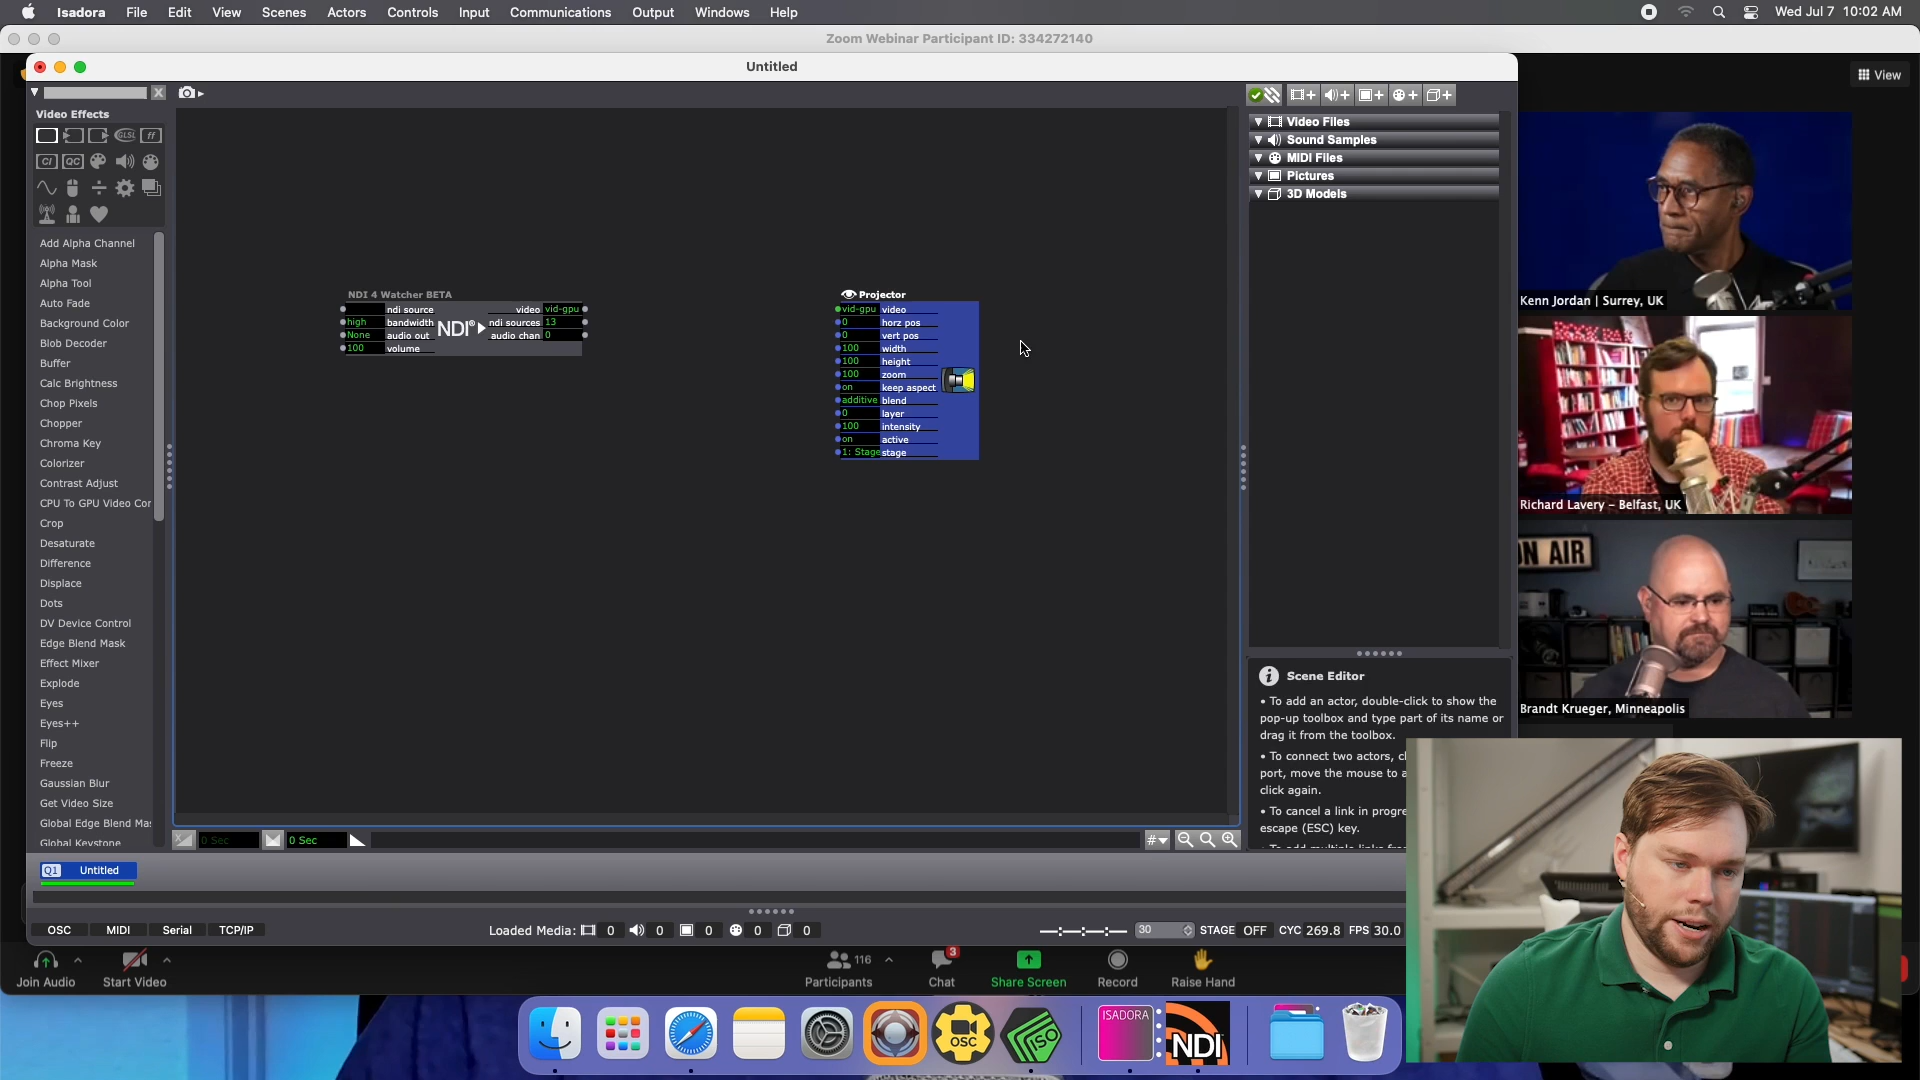 Isadora File Edit View Scenes Actors Controls Input Communications Output Windows Help
Wed Jul 7 10:02 AM
Zoom Webinar Participant ID: 334272140
Untitled
View
Video Effects
GLSL ff
CI QC
Add Alpha Channel
Alpha Mask
Alpha Tool
Auto Fade
Background Color
Blob Decoder
Buffer
Calc Brightness
Chop Pixels
Chopper
Chroma Key
Colorizer
Contrast Adjust
CPU To GPU Video Cor
Crop
Desaturate
Difference
Displace
Dots
DV Device Control
Edge Blend Mask
Effect Mixer
Explode
Eyes
Eyes++
Flip
Freeze
Gaussian Blur
Get Video Size
Global Edge Blend Mas
Global Keystone
NDI 4 Watcher BETA
ndi source video vid-gpu
high bandwidth ndi sources 13
None audio out audio chan 0
100 volume
NDI®
Projector
vid-gpu video
0 horz pos
0 vert pos
100 width
100 height
100 zoom
on keep aspect
additive blend
0 layer
100 intensity
on active
1: Stage stage
Video Files
Sound Samples
MIDI Files
Pictures
3D Models
Scene Editor
• To add an actor, double-click to show the
pop-up toolbox and type part of its name or
drag it from the toolbox.
• To connect two actors, cl
port, move the mouse to a
click again.
• To cancel a link in progre
escape (ESC) key.
Kenn Jordan | Surrey, UK
Richard Lavery – Belfast, UK
ON AIR
Brandt Krueger, Minneapolis
0 Sec 0 Sec #
Q1 Untitled
OSC MIDI Serial TCP/IP
Loaded Media: 0 0 0 0 0
30 STAGE OFF CYC 269.8 FPS 30.0
Join Audio Start Video
116 Participants
3 Chat
Share Screen
Record
Raise Hand
OSC
ISO
ISADORA
NDI